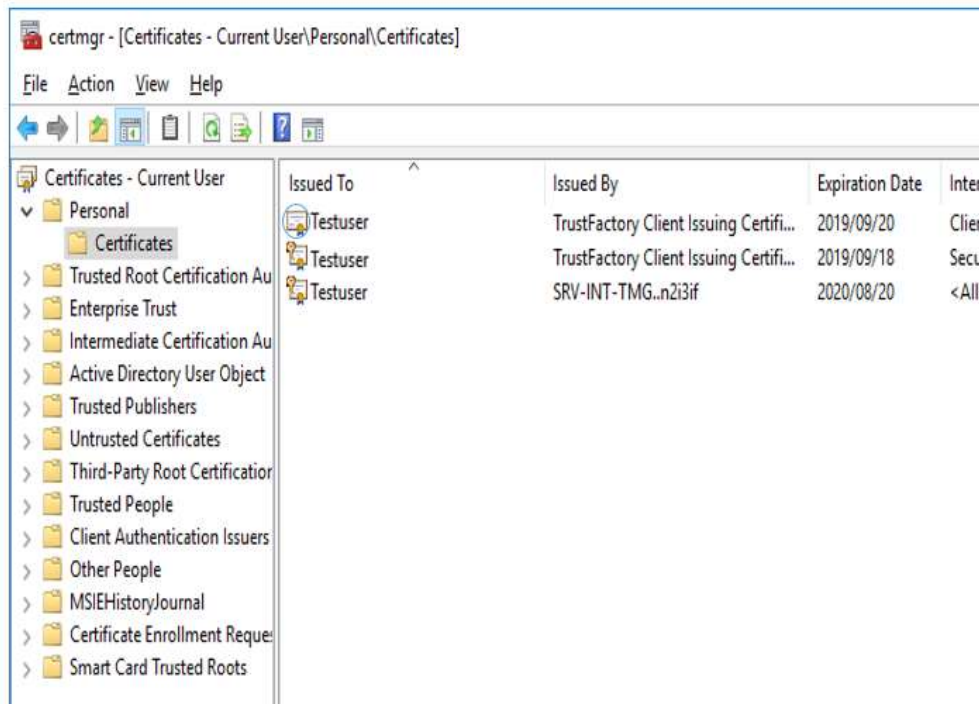 certmgr - [Certificates - Current User\Personal\Certificates]
File Action View Help
Certificates - Current User
Personal
Certificates
Trusted Root Certification Au
Enterprise Trust
Intermediate Certification Au
Active Directory User Object
Trusted Publishers
Untrusted Certificates
Third-Party Root Certification
Trusted People
Client Authentication Issuers
Other People
MSIEHistoryJournal
Certificate Enrollment Reques
Smart Card Trusted Roots
Issued To Issued By Expiration Date Inter
Testuser TrustFactory Client Issuing Certifi... 2019/09/20 Clien
Testuser TrustFactory Client Issuing Certifi... 2019/09/18 Secu
Testuser SRV-INT-TMG..n2i3if 2020/08/20 <All